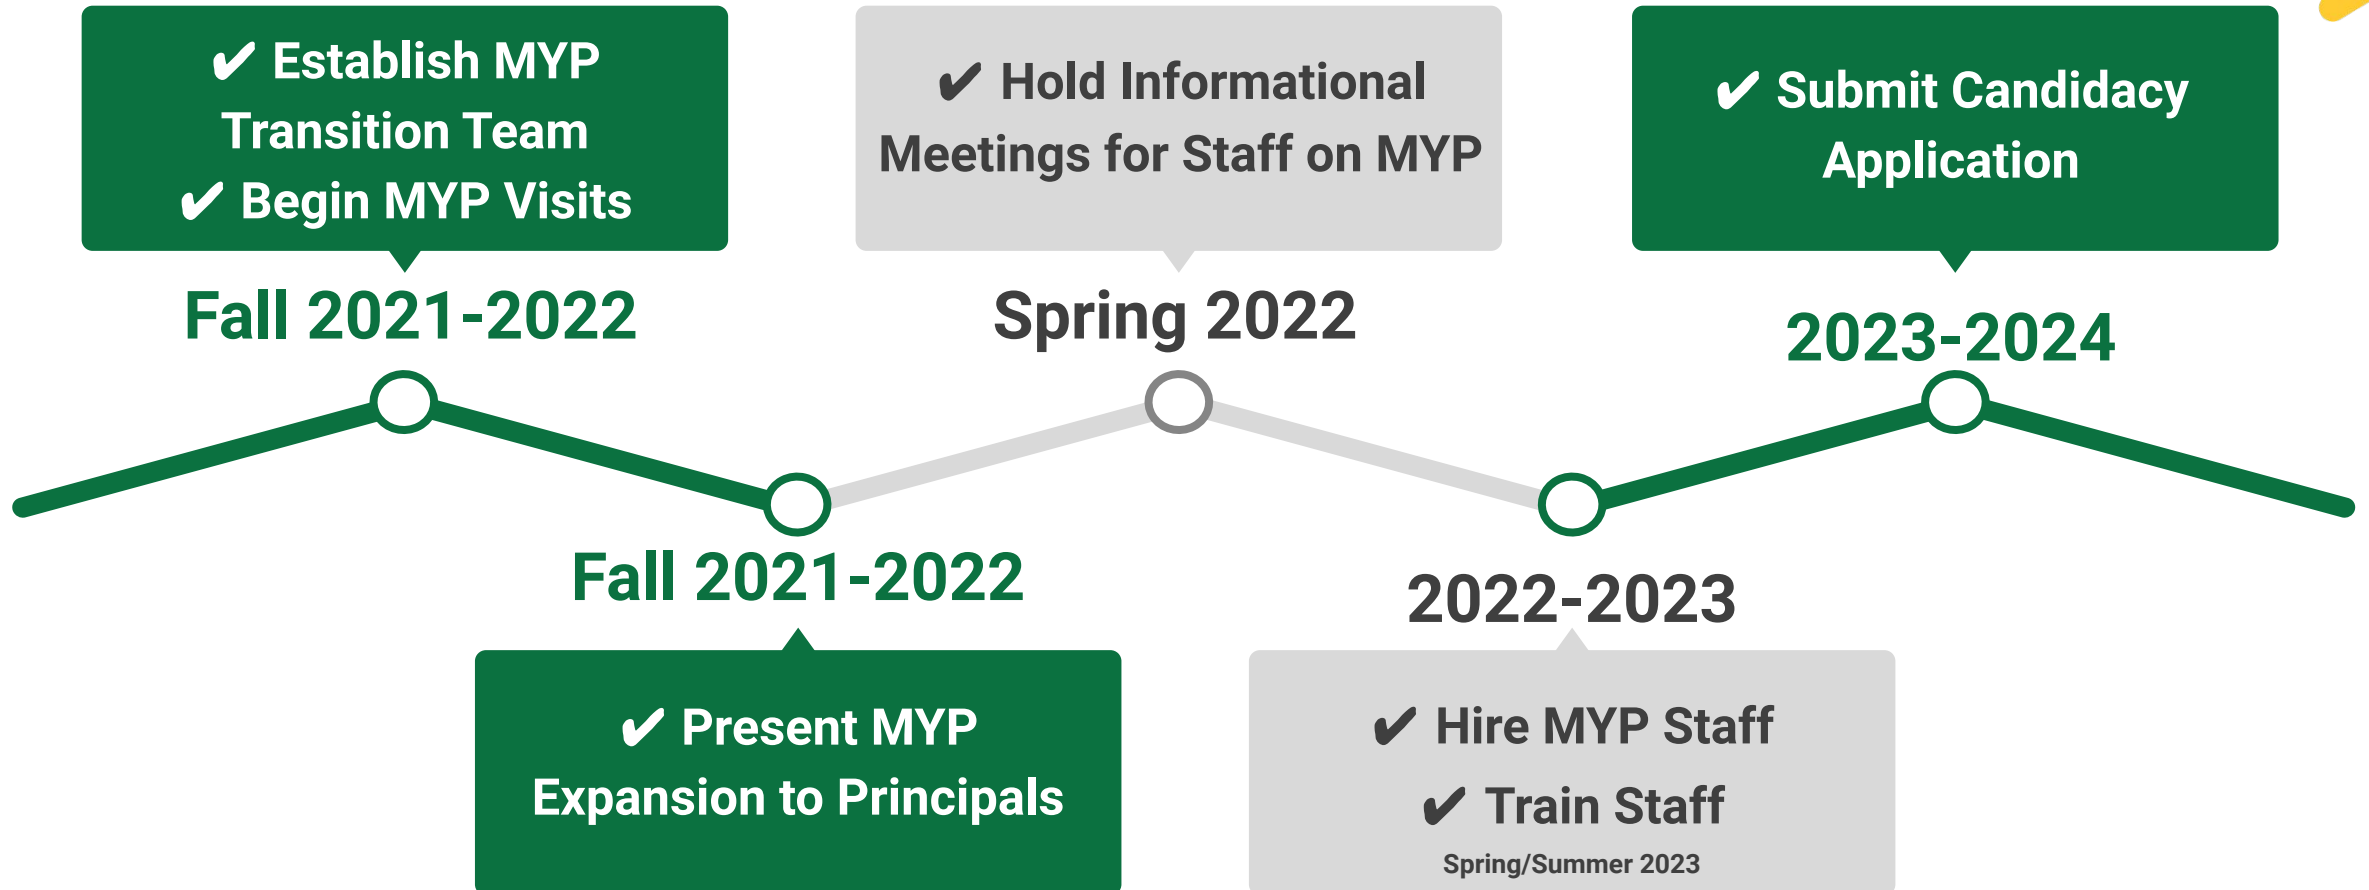 ✔ Establish MYP
Transition Team
✔ Begin MYP Visits
Fall 2021-2022
Fall 2021-2022
✔ Present MYP
Expansion to Principals
✔ Hold Informational
Meetings for Staff on MYP
Spring 2022
2022-2023
✔ Hire MYP Staff
✔ Train Staff
Spring/Summer 2023
✔ Submit Candidacy
Application
2023-2024